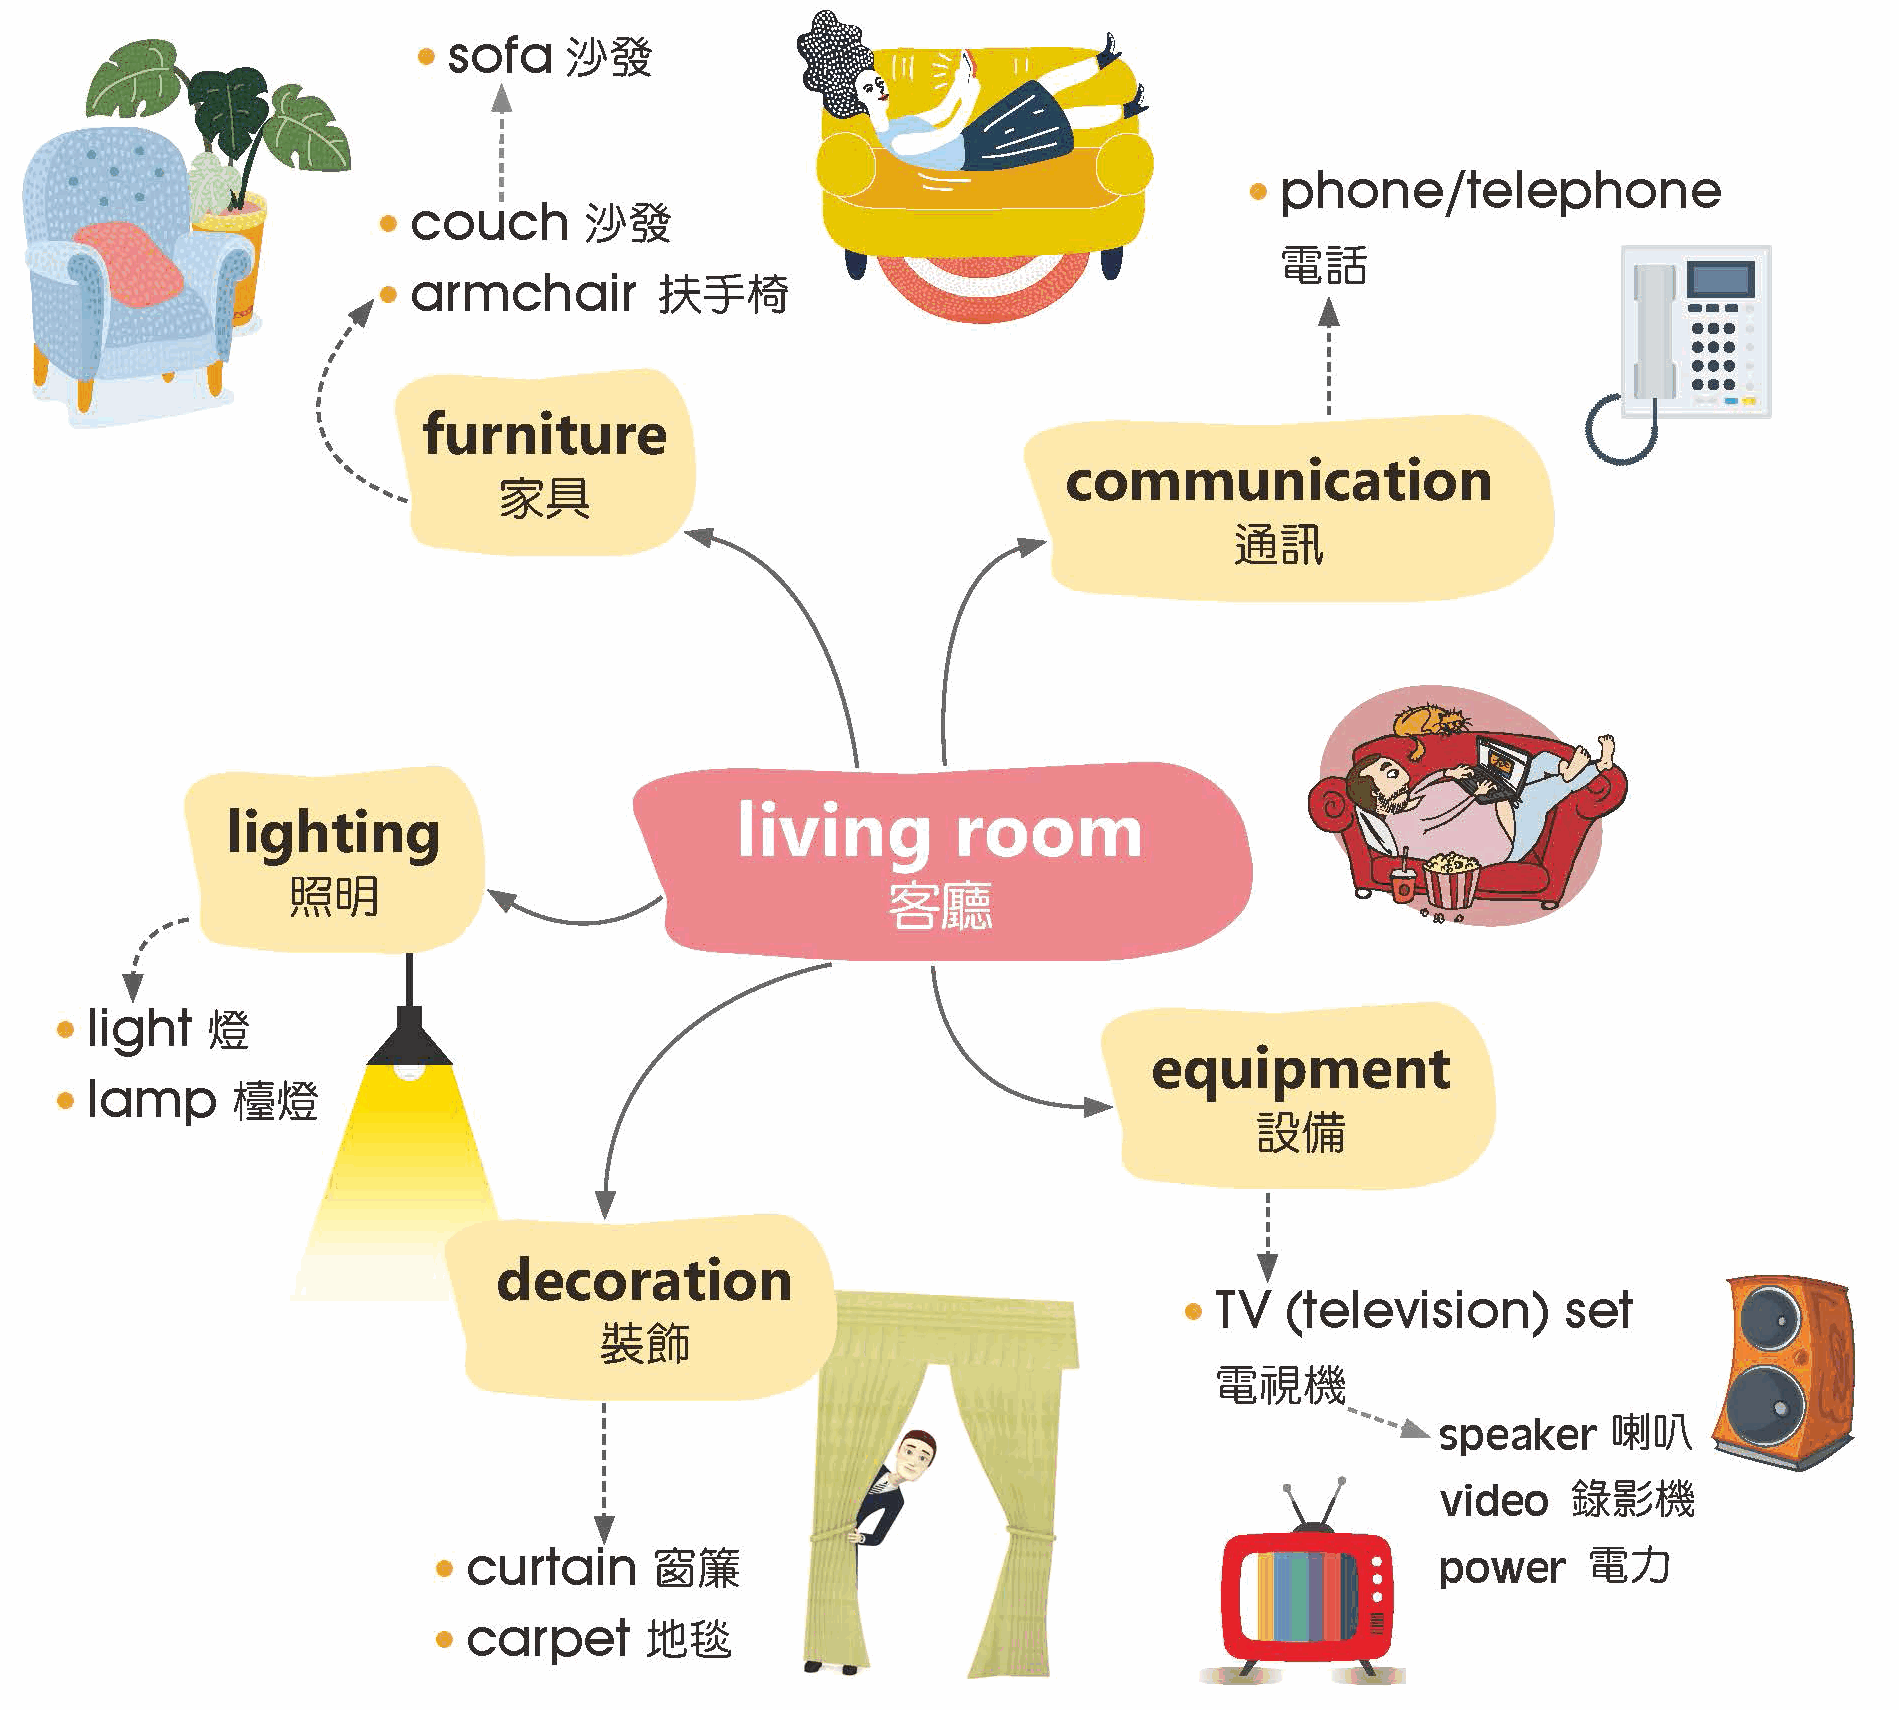 sofa 沙發
couch 沙發
armchair 扶手椅
furniture
家具
phone/telephone
電話
communication
通訊
living room
客廳
lighting
照明
light 燈
lamp 檯燈
decoration
裝飾
curtain 窗簾
carpet 地毯
equipment
設備
TV (television) set
電視機
speaker 喇叭
video 錄影機
power 電力